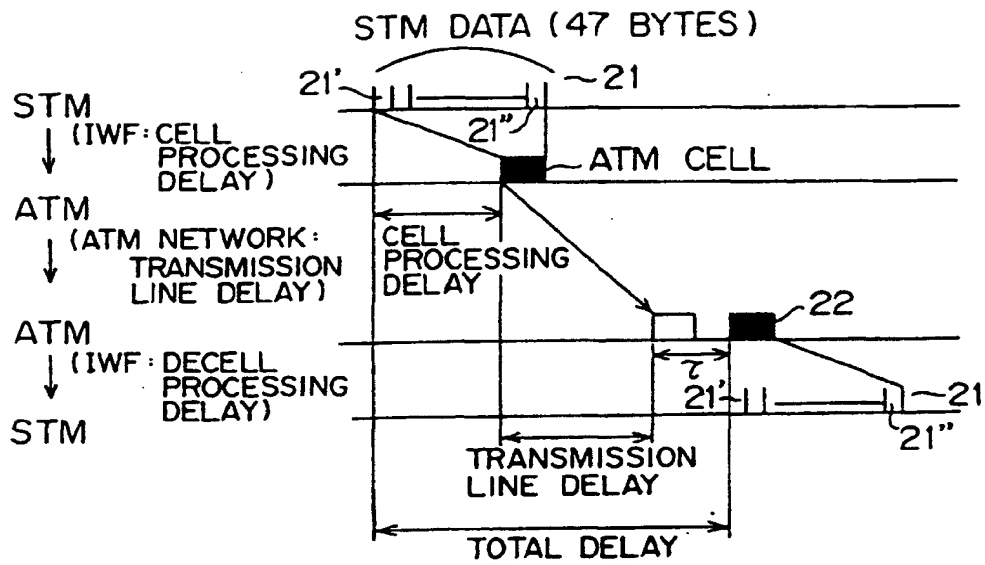 STM DATA (47 BYTES)
21'
21
21"
STM
(IWF: CELL
PROCESSING
DELAY)
ATM CELL
ATM
(ATM NETWORK:
TRANSMISSION
LINE DELAY)
CELL
PROCESSING
DELAY
22
ATM
(IWF: DECELL
PROCESSING
DELAY)
τ
21'
21
21"
STM
TRANSMISSION
LINE DELAY
TOTAL DELAY